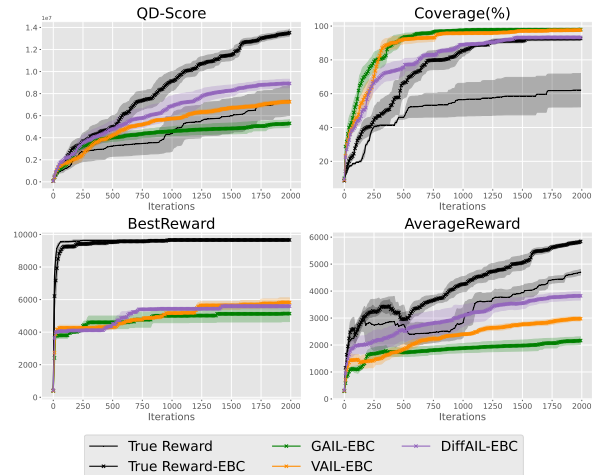 QD-Score
1e7
1.4
1.2
1.0
0.8
0.6
0.4
0.2
0.0
0 250 500 750 1000 1250 1500 1750 2000
Iterations
Coverage(%)
100
80
60
40
20
0 250 500 750 1000 1250 1500 1750 2000
Iterations
BestReward
10000
8000
6000
4000
2000
0
0 250 500 750 1000 1250 1500 1750 2000
Iterations
AverageReward
6000
5000
4000
3000
2000
1000
0
0 250 500 750 1000 1250 1500 1750 2000
Iterations
True Reward GAIL-EBC DiffAIL-EBC
True Reward-EBC VAIL-EBC